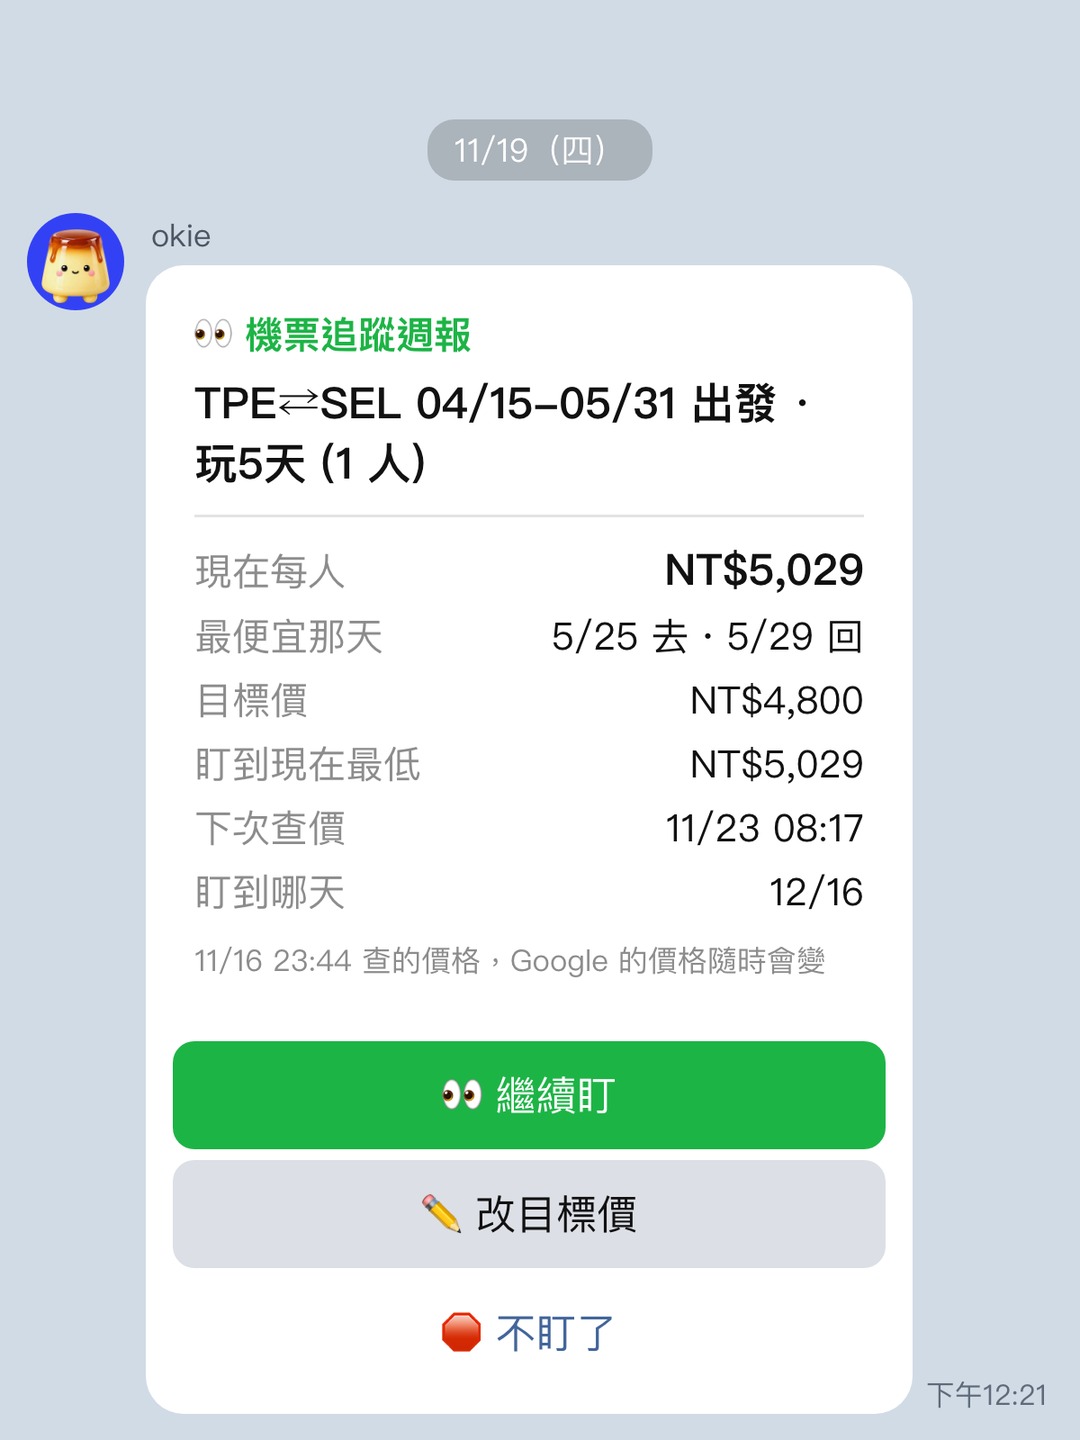 11/19（四）
okie
👀 機票追蹤週報
TPE⇄SEL 04/15–05/31 出發 ·
玩5天 (1 人)
現在每人 NT$5,029
最便宜那天 5/25 去 · 5/29 回
目標價 NT$4,800
盯到現在最低 NT$5,029
下次查價 11/23 08:17
盯到哪天 12/16
11/16 23:44 查的價格，Google 的價格隨時會變
👀 繼續盯
✏️ 改目標價
🛑 不盯了
下午12:21